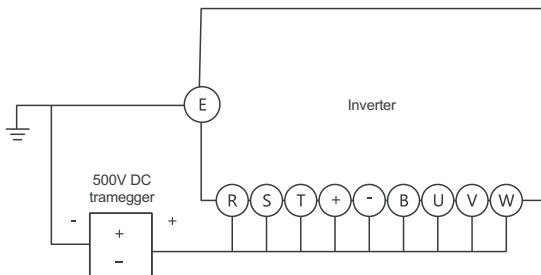 E
Inverter
500V DC
tramegger
- +
+
-
R S T + - B U V W